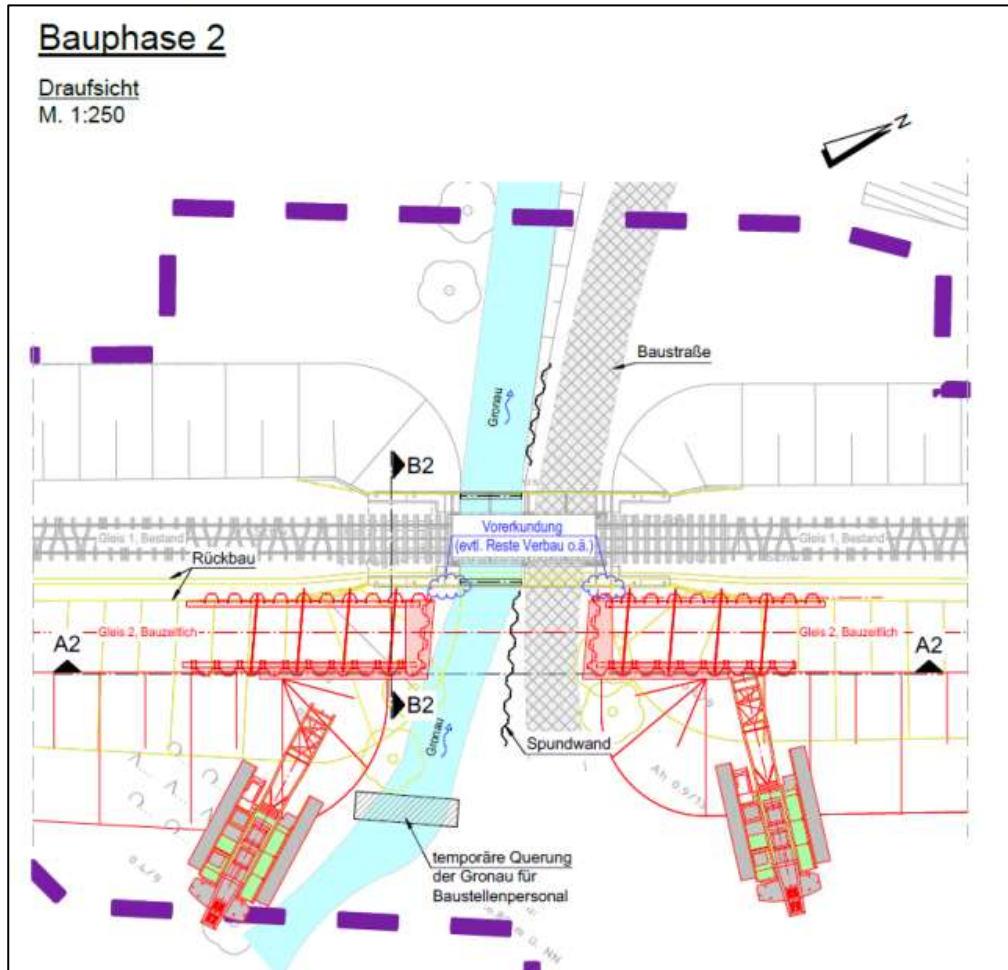 Bauphase 2
Draufsicht
M. 1:250
N
Baustraße
Gronau
B2
Vorerkundung
(evtl. Reste Verbau o.ä.)
Gleis 1, Bestand
Gleis 1, Bestand
Rückbau
Gleis 2, Bauzeitlich
Gleis 2, Bauzeitlich
A2
A2
B2
Gronau
Spundwand
temporäre Querung
der Gronau für
Baustellenpersonal
m ü. NN